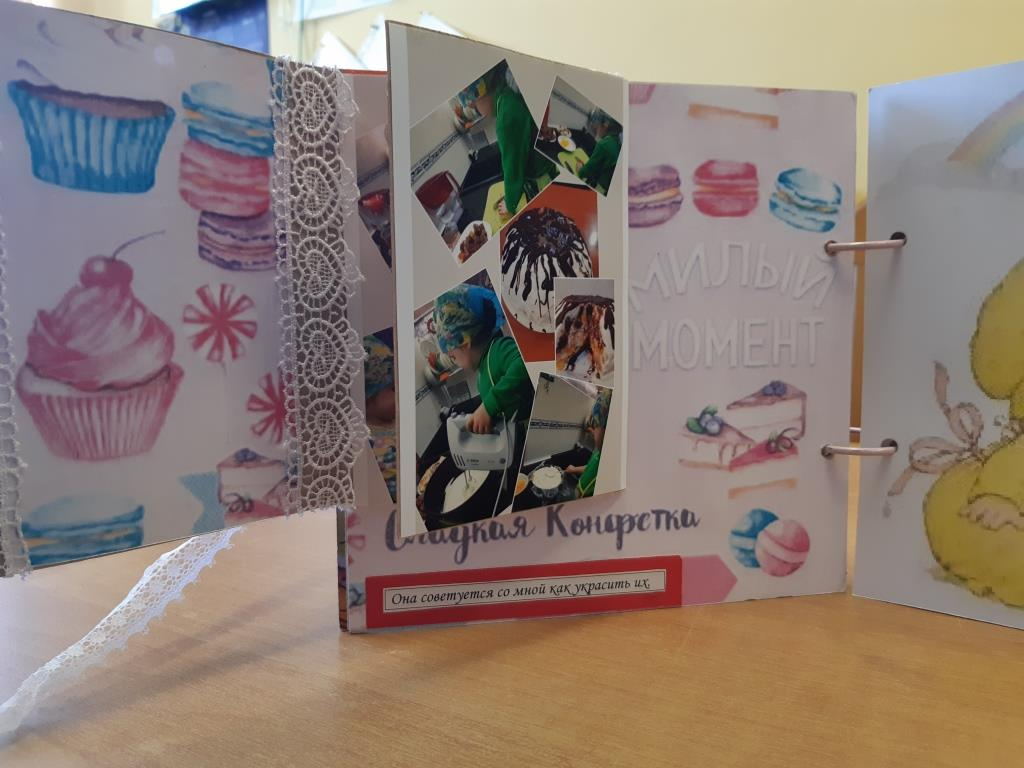 МИЛЫЙ
МОМЕНТ
Сладкая Конфетка
Она советуется со мной как украсить их.